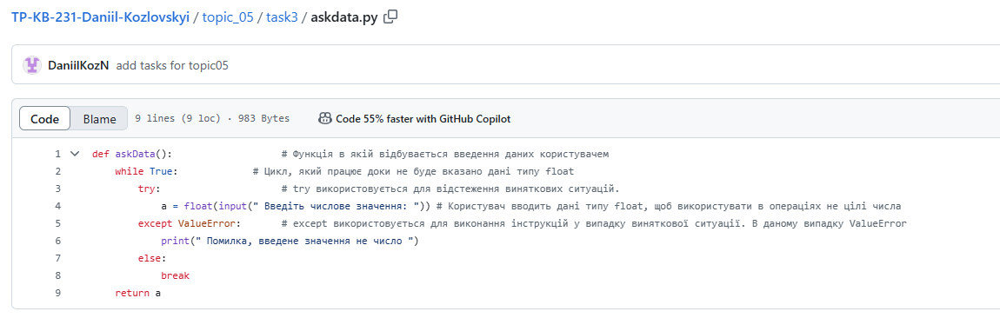 TP-KB-231-Daniil-Kozlovskyi / topic_05 / task3 / askdata.py
DaniilKozN add tasks for topic05
Code Blame 9 lines (9 loc) · 983 Bytes Code 55% faster with GitHub Copilot
1 def askData(): # Функція в якій відбувається введення даних користувачем
2 while True: # Цикл, який працює доки не буде вказано дані типу float
3 try: # try використовується для відстеження виняткових ситуацій.
4 a = float(input(" Введіть числове значення: ")) # Користувач вводить дані типу float, щоб використувати в операціях не цілі числа
5 except ValueError: # except використовується для виконання інструкцій у випадку виняткової ситуації. В даному випадку ValueError
6 print(" Помилка, введене значення не число ")
7 else:
8 break
9 return a